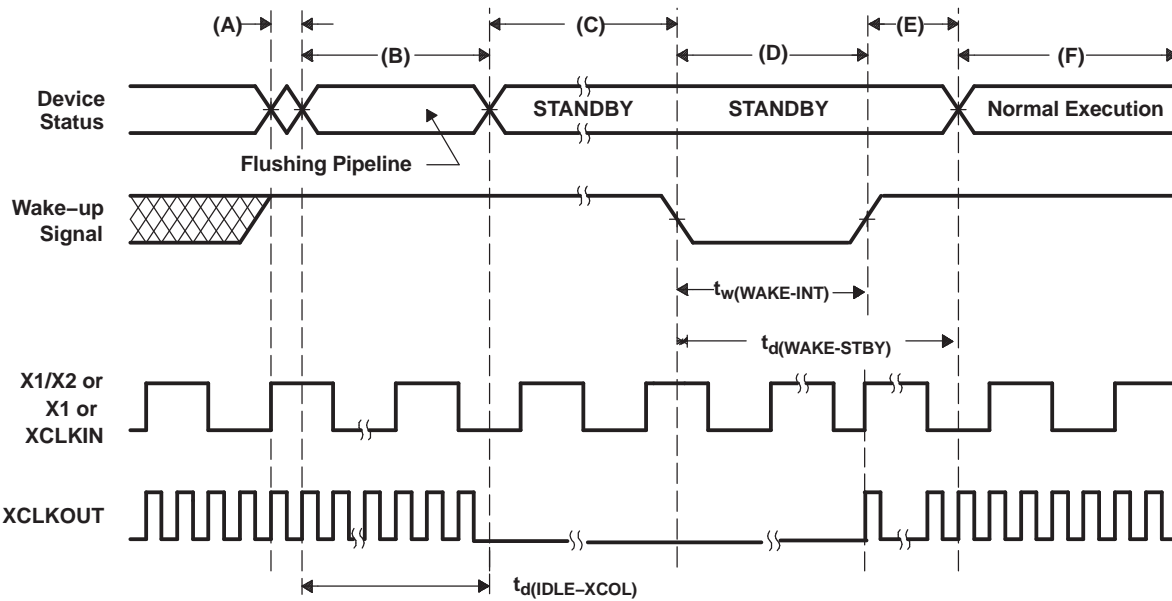 (A)
(C)
(E)
(B)
(D)
(F)
Device
Status
STANDBY
STANDBY
Normal Execution
Flushing Pipeline
Wake–up
Signal
tw(WAKE-INT)
td(WAKE-STBY)
X1/X2 or
X1 or
XCLKIN
XCLKOUT
td(IDLE–XCOL)